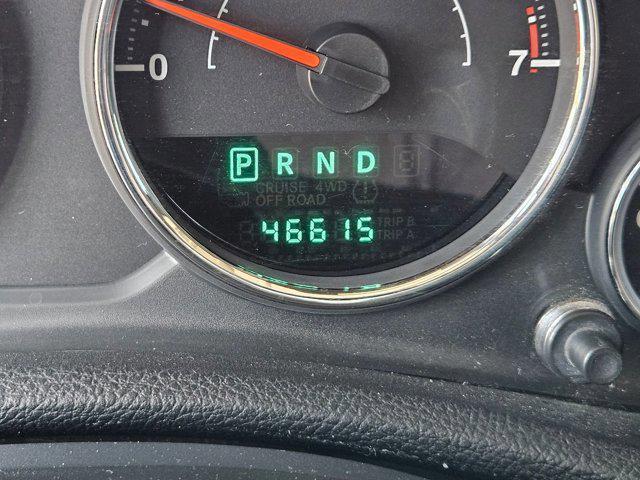 0 7
P R N D
CRUISE 4WD
OFF ROAD
TRIP B
46615
TRIP A